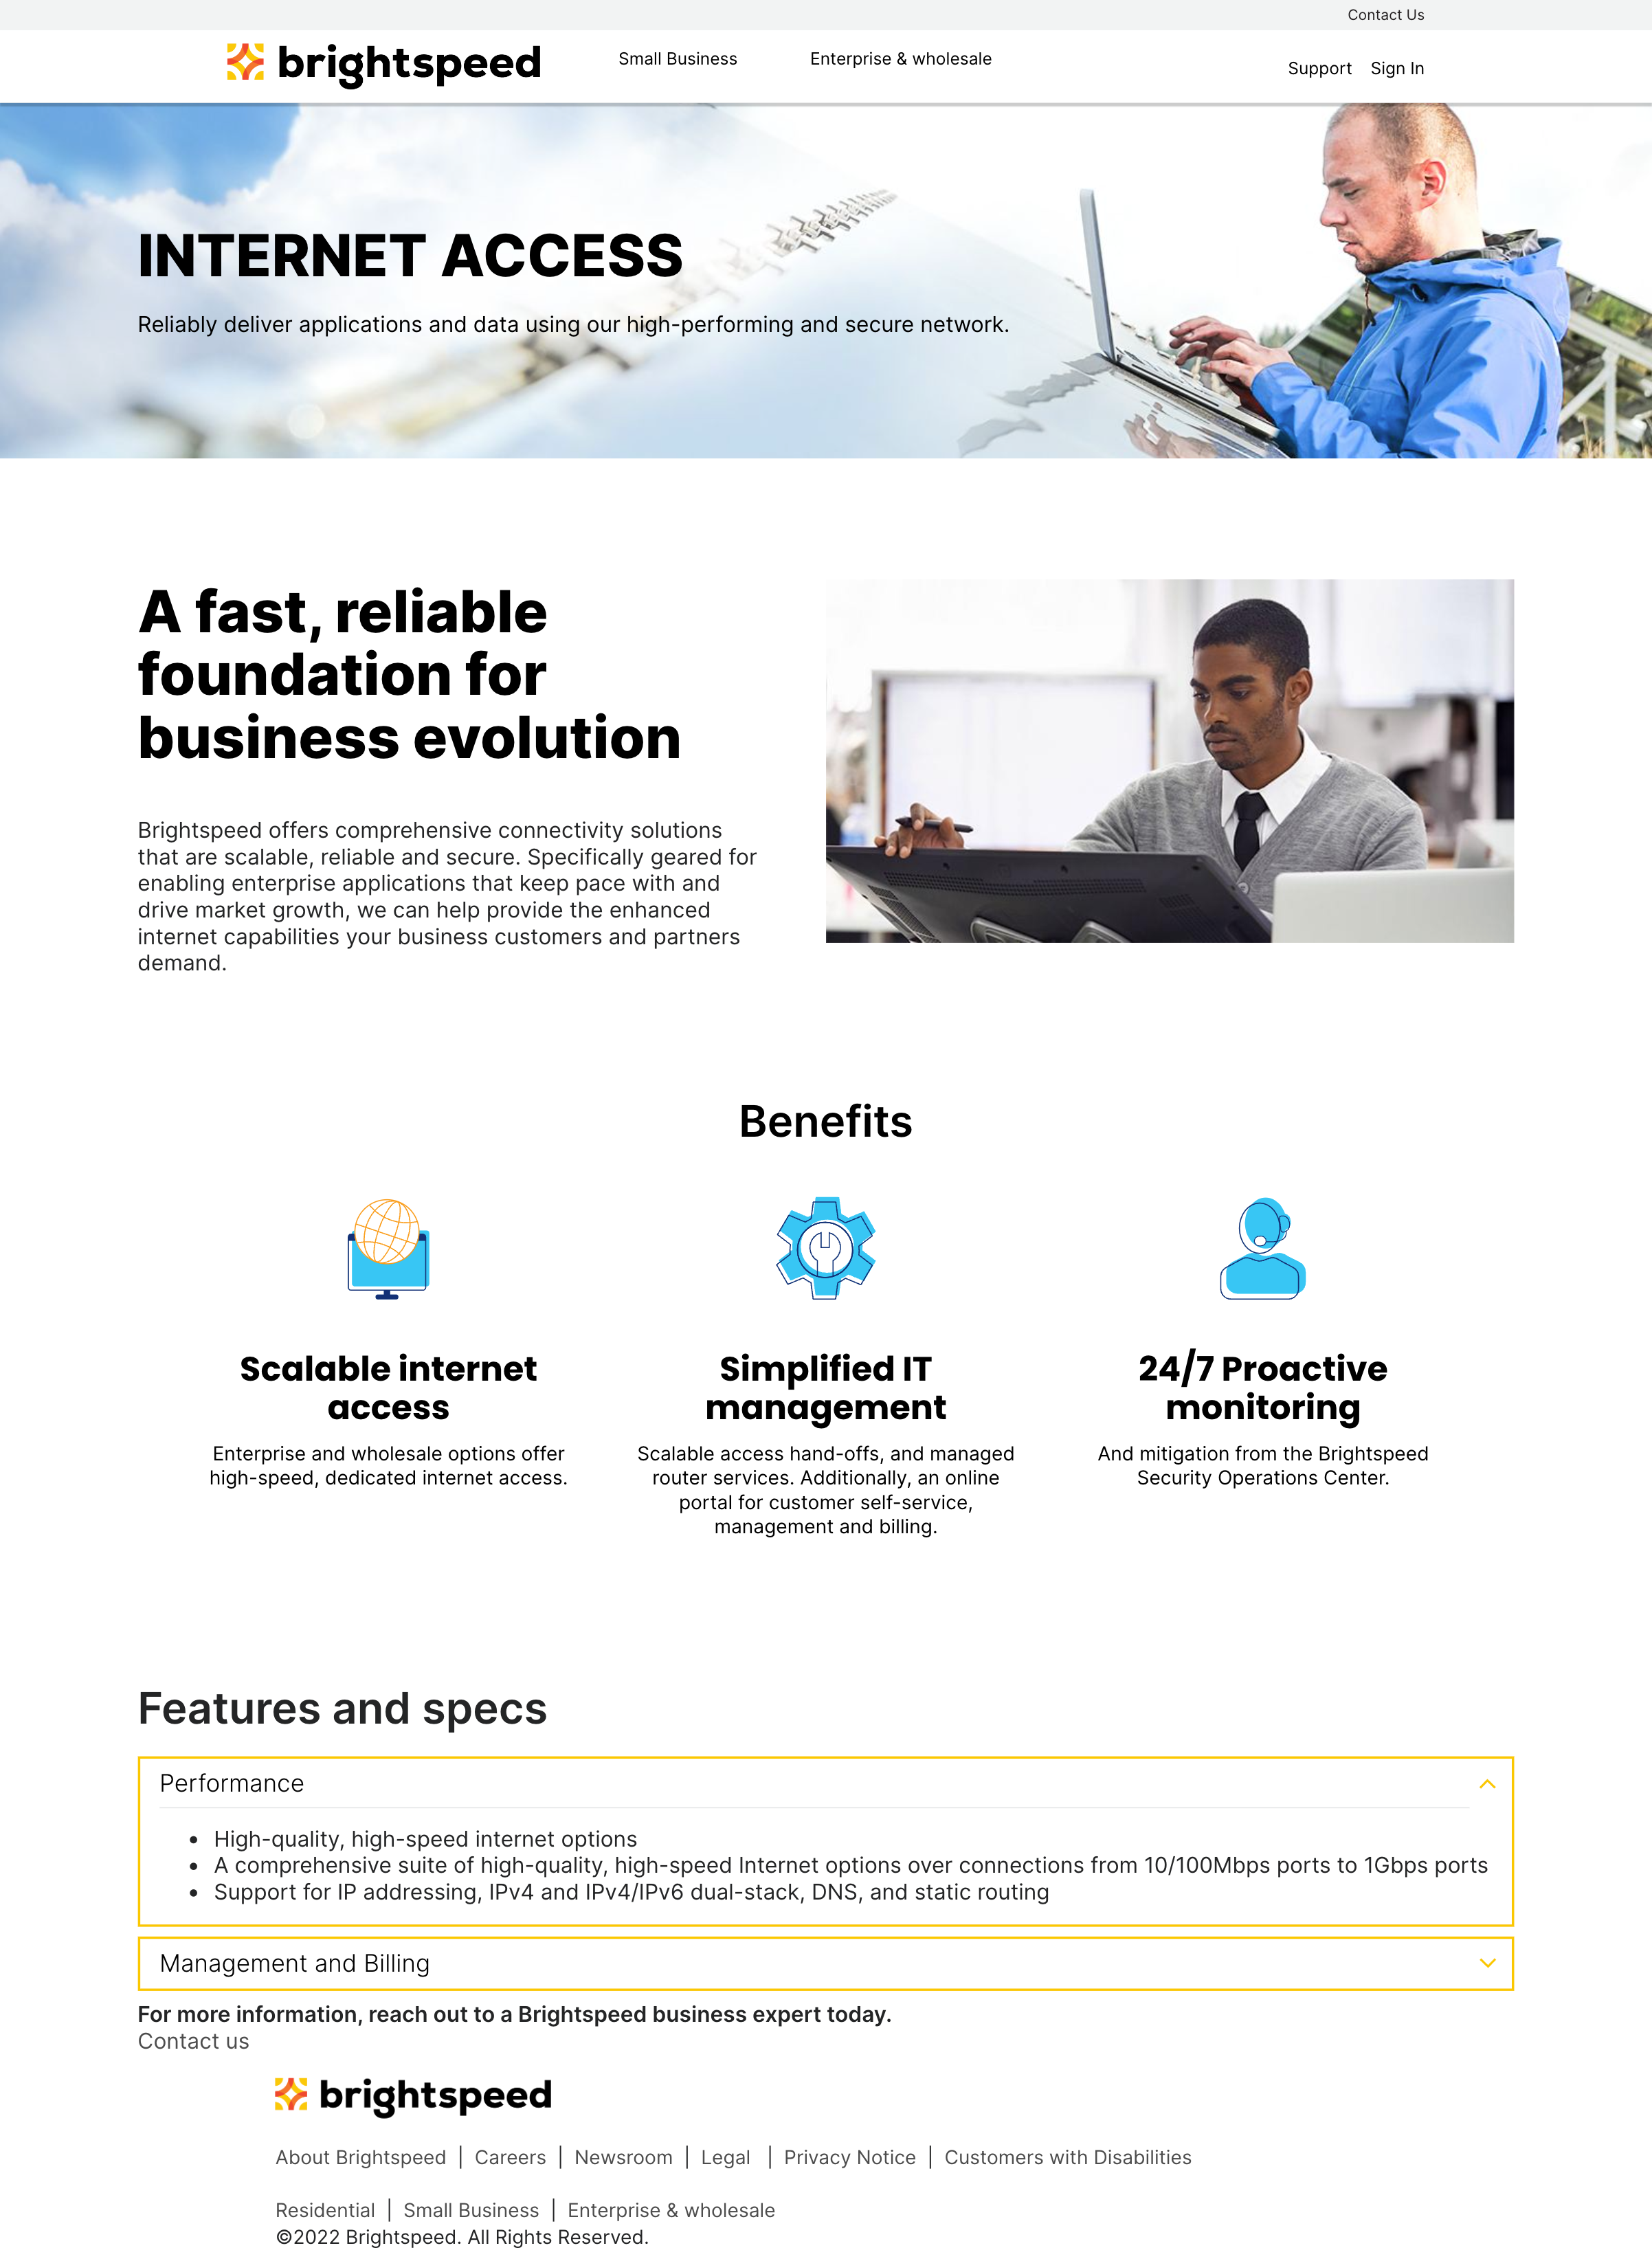 Contact Us
brightspeed
Small Business
Enterprise & wholesale
Support
Sign In
INTERNET ACCESS
Reliably deliver applications and data using our high-performing and secure network.
A fast, reliable
foundation for
business evolution
Brightspeed offers comprehensive connectivity solutions
that are scalable, reliable and secure. Specifically geared for
enabling enterprise applications that keep pace with and
drive market growth, we can help provide the enhanced
internet capabilities your business customers and partners
demand.
Benefits
Scalable internet
access
Enterprise and wholesale options offer
high-speed, dedicated internet access.
Simplified IT
management
Scalable access hand-offs, and managed
router services. Additionally, an online
portal for customer self-service,
management and billing.
24/7 Proactive
monitoring
And mitigation from the Brightspeed
Security Operations Center.
Features and specs
Performance
• High-quality, high-speed internet options
• A comprehensive suite of high-quality, high-speed Internet options over connections from 10/100Mbps ports to 1Gbps ports
• Support for IP addressing, IPv4 and IPv4/IPv6 dual-stack, DNS, and static routing
Management and Billing
For more information, reach out to a Brightspeed business expert today.
Contact us
brightspeed
About Brightspeed | Careers | Newsroom | Legal | Privacy Notice | Customers with Disabilities
Residential | Small Business | Enterprise & wholesale
©2022 Brightspeed. All Rights Reserved.